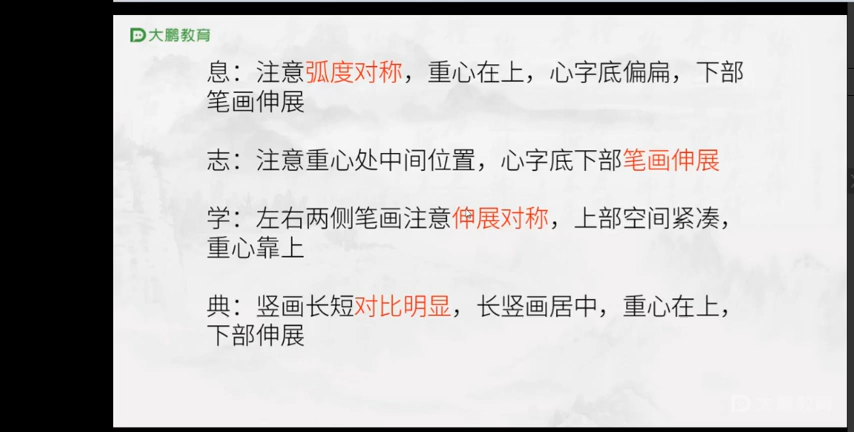 大鹏教育
息：注意弧度对称，重心在上，心字底偏扁，下部
笔画伸展
志：注意重心处中间位置，心字底下部笔画伸展
学：左右两侧笔画注意伸展对称，上部空间紧凑，
重心靠上
典：竖画长短对比明显，长竖画居中，重心在上，
下部伸展
大鹏教育